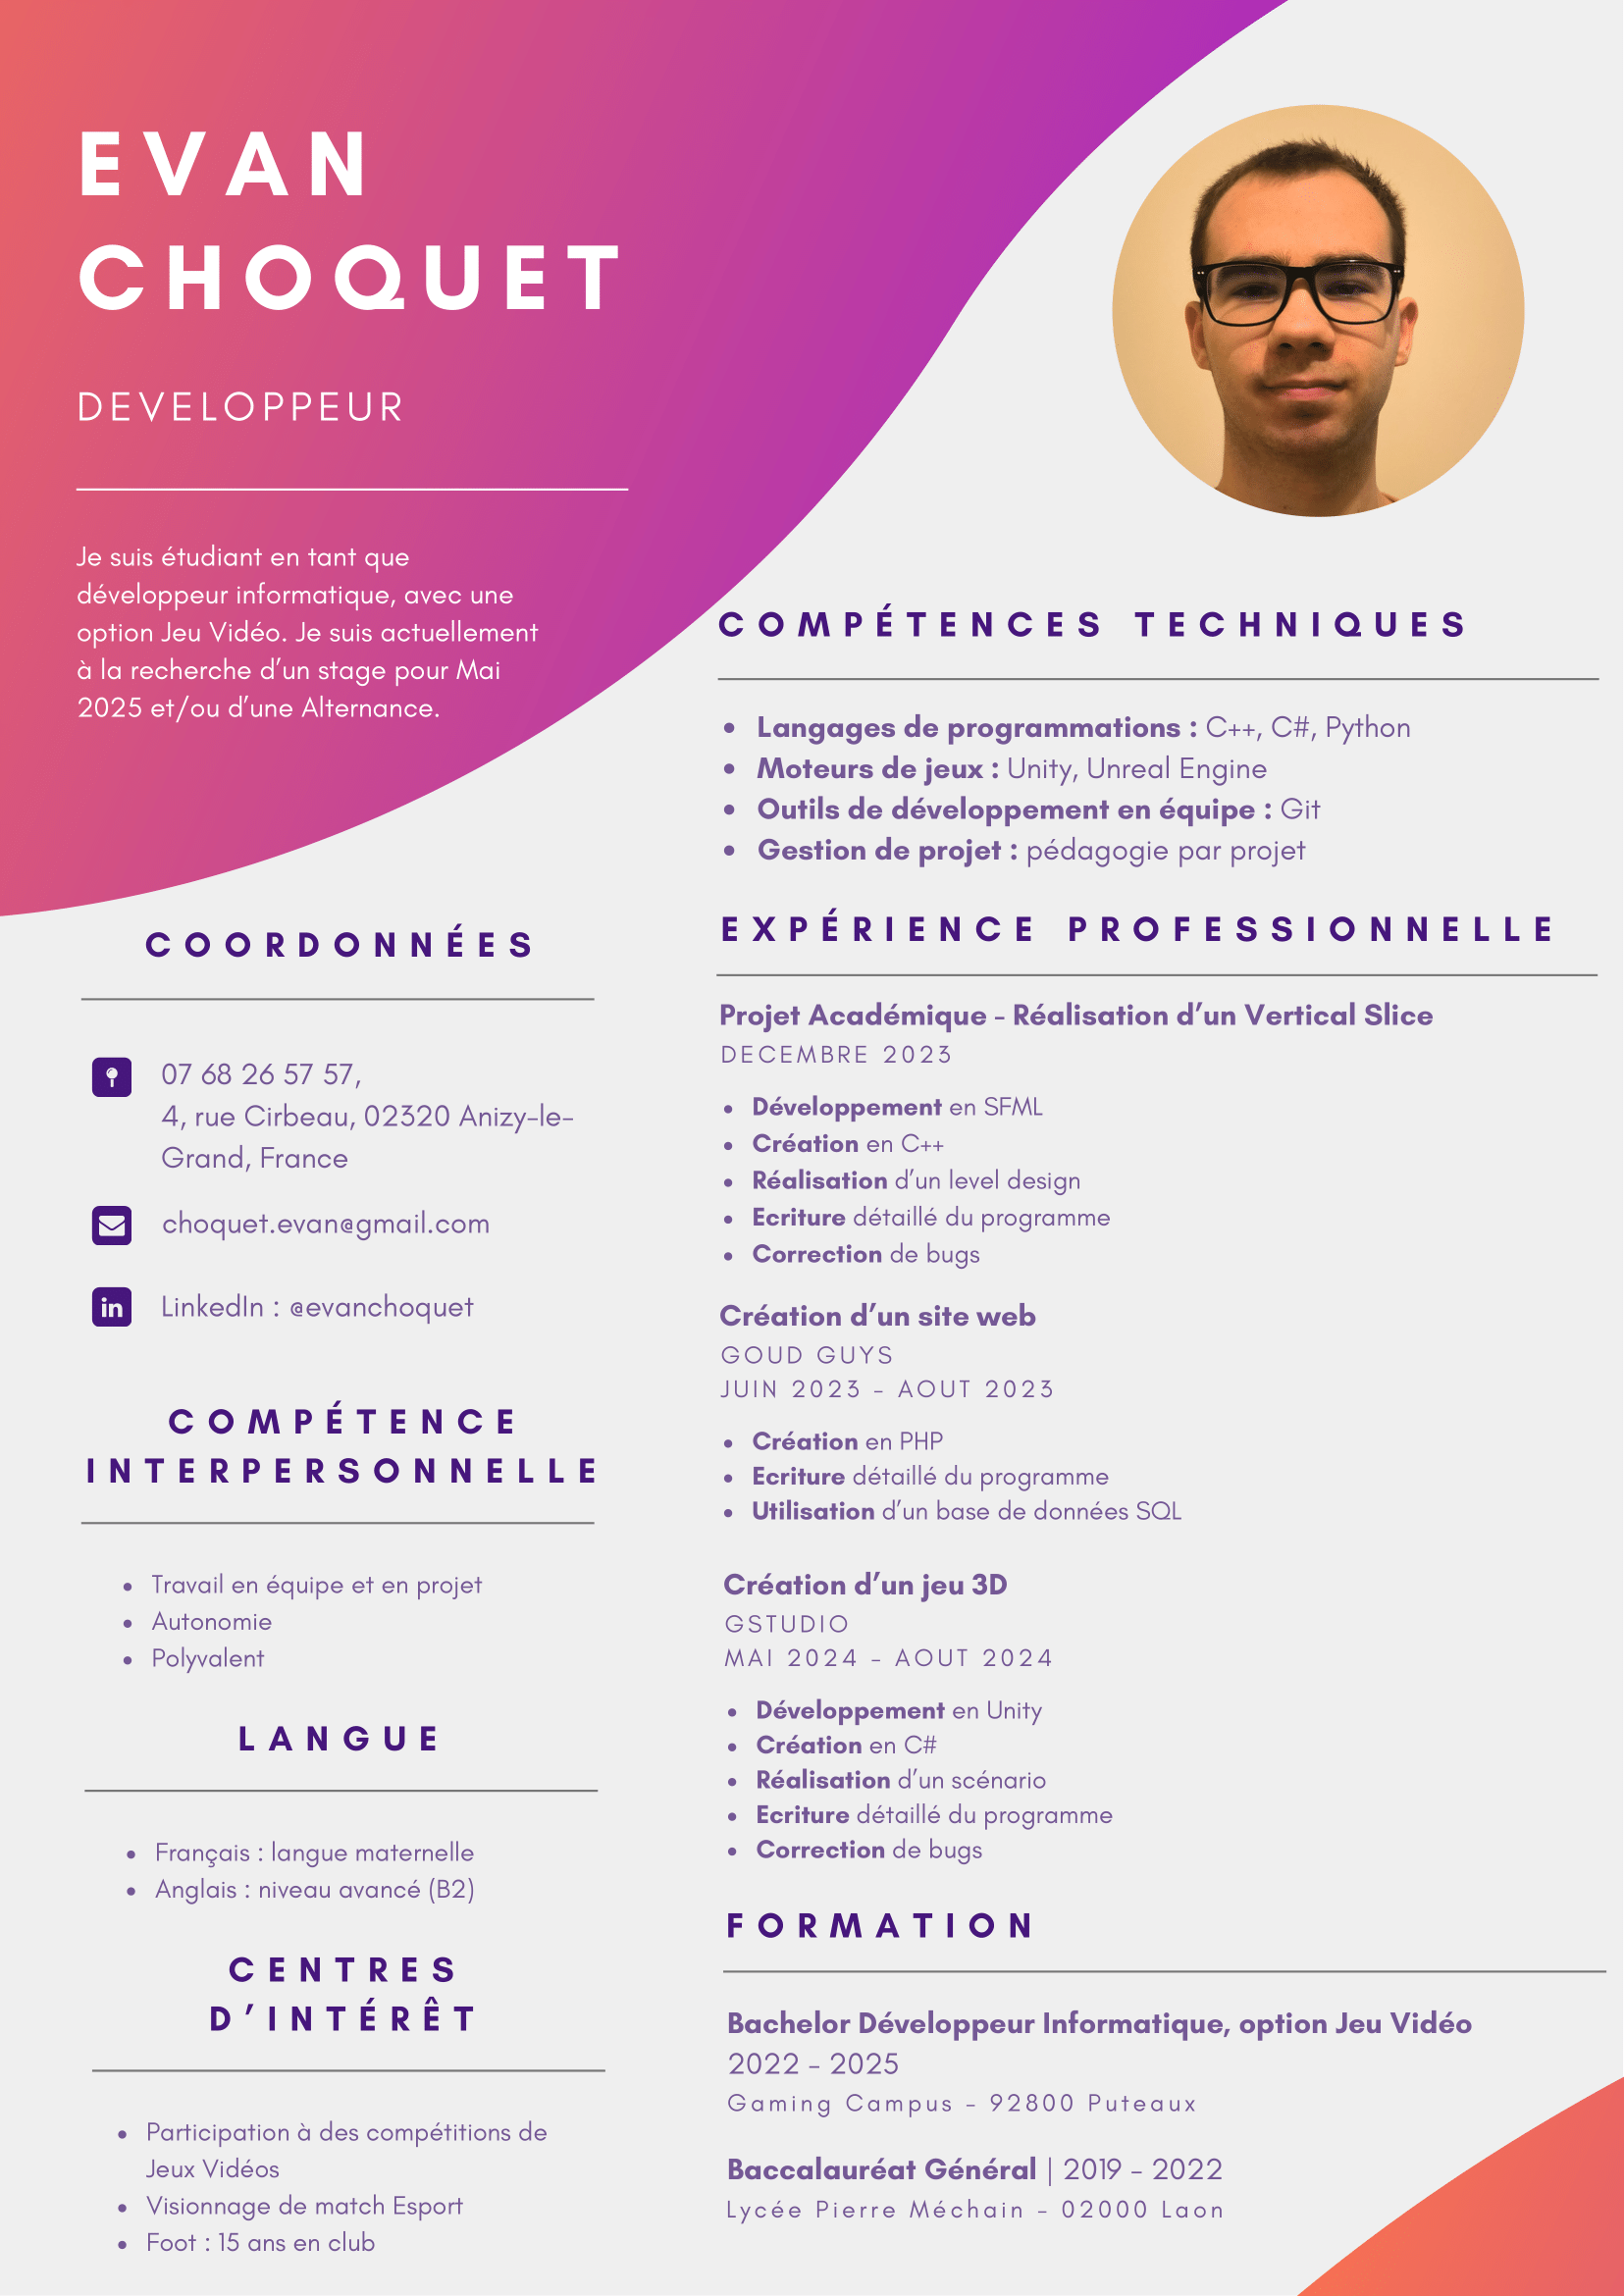 EVAN
CHOQUET
DEVELOPPEUR
Je suis étudiant en tant que
développeur informatique, avec une
option Jeu Vidéo. Je suis actuellement
à la recherche d’un stage pour Mai
2025 et/ou d’une Alternance.
COORDONNÉES
07 68 26 57 57,
4, rue Cirbeau, 02320 Anizy-le-
Grand, France
choquet.evan@gmail.com
in
LinkedIn : @evanchoquet
COMPÉTENCE
INTERPERSONNELLE
• Travail en équipe et en projet
• Autonomie
• Polyvalent
LANGUE
• Français : langue maternelle
• Anglais : niveau avancé (B2)
CENTRES
D’INTÉRÊT
• Participation à des compétitions de
Jeux Vidéos
• Visionnage de match Esport
• Foot : 15 ans en club
COMPÉTENCES TECHNIQUES
• Langages de programmations : C++, C#, Python
• Moteurs de jeux : Unity, Unreal Engine
• Outils de développement en équipe : Git
• Gestion de projet : pédagogie par projet
EXPÉRIENCE PROFESSIONNELLE
Projet Académique - Réalisation d’un Vertical Slice
DECEMBRE 2023
• Développement en SFML
• Création en C++
• Réalisation d’un level design
• Ecriture détaillé du programme
• Correction de bugs
Création d’un site web
GOUD GUYS
JUIN 2023 - AOUT 2023
• Création en PHP
• Ecriture détaillé du programme
• Utilisation d’un base de données SQL
Création d’un jeu 3D
GSTUDIO
MAI 2024 - AOUT 2024
• Développement en Unity
• Création en C#
• Réalisation d’un scénario
• Ecriture détaillé du programme
• Correction de bugs
FORMATION
Bachelor Développeur Informatique, option Jeu Vidéo
2022 - 2025
Gaming Campus - 92800 Puteaux
Baccalauréat Général | 2019 - 2022
Lycée Pierre Méchain - 02000 Laon